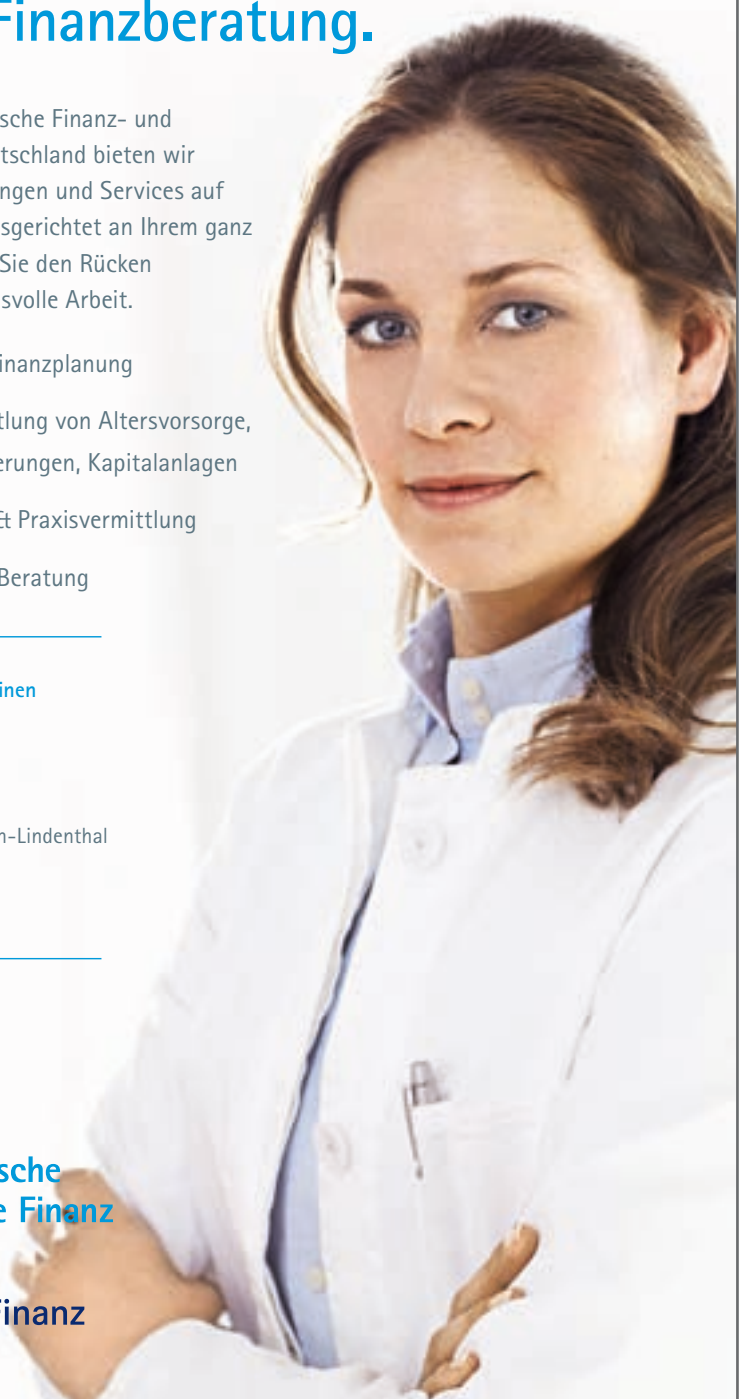 Finanzberatung.
sche Finanz- und
tschland bieten wir
ngen und Services auf
sgerichtet an Ihrem ganz
Sie den Rücken
svolle Arbeit.
inanzplanung
tlung von Altersvorsorge,
erungen, Kapitalanlagen
& Praxisvermittlung
Beratung
inen
n-Lindenthal
sche
e Finanz
Finanz